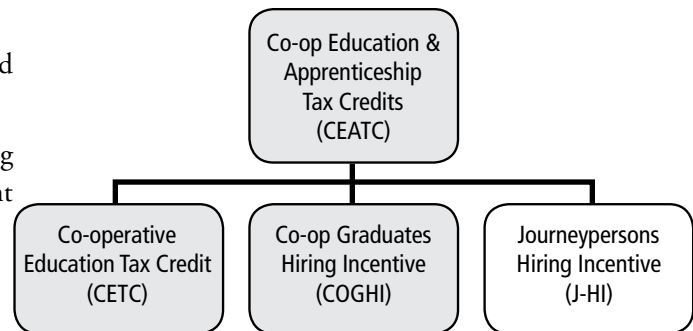 Co-op Education &
Apprenticeship
Tax Credits
(CEATC)
Co-operative
Education Tax Credit
(CETC)
Co-op Graduates
Hiring Incentive
(COGHI)
Journeypersons
Hiring Incentive
(J-HI)